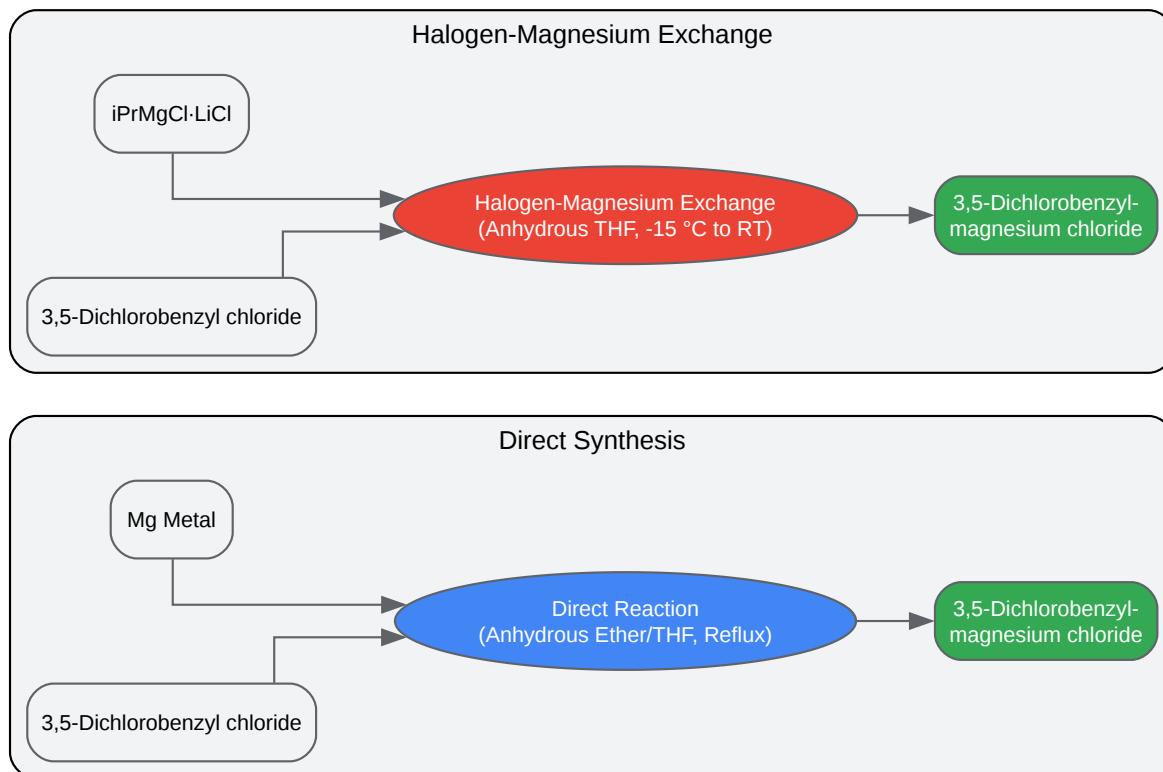 Halogen-Magnesium Exchange
iPrMgCl·LiCl
Halogen-Magnesium Exchange
(Anhydrous THF, -15 °C to RT)
3,5-Dichlorobenzyl-
magnesium chloride
3,5-Dichlorobenzyl chloride
Direct Synthesis
Mg Metal
Direct Reaction
(Anhydrous Ether/THF, Reflux)
3,5-Dichlorobenzyl-
magnesium chloride
3,5-Dichlorobenzyl chloride